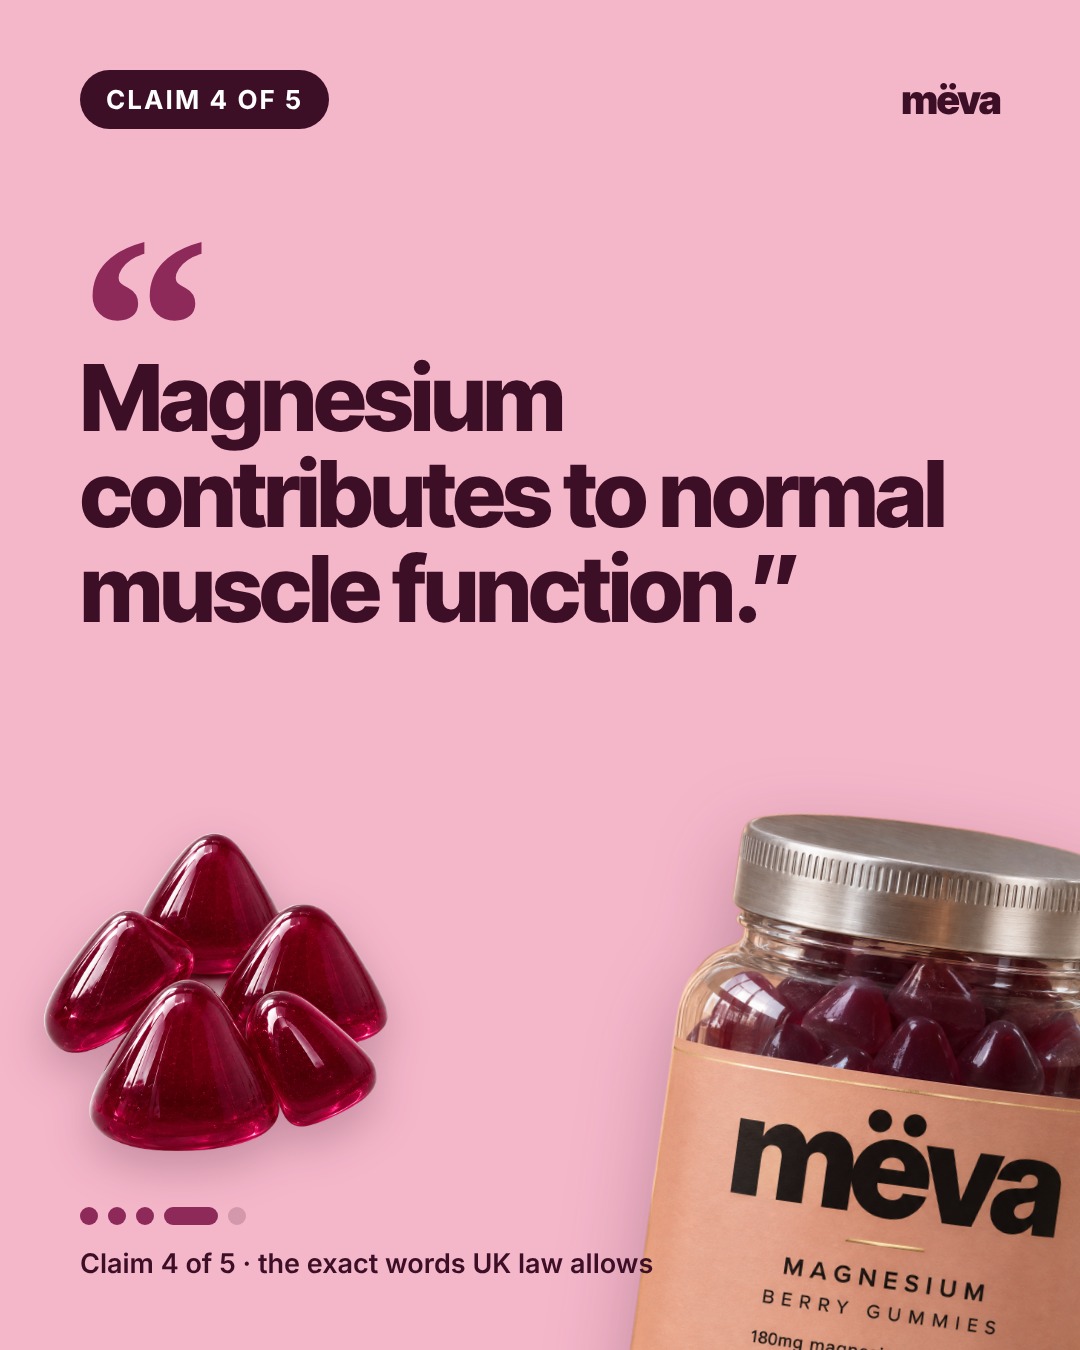 CLAIM 4 OF 5
mëva
“
Magnesium
contributes to normal
muscle function.”
Claim 4 of 5 · the exact words UK law allows
mëva
MAGNESIUM
BERRY GUMMIES
180mg